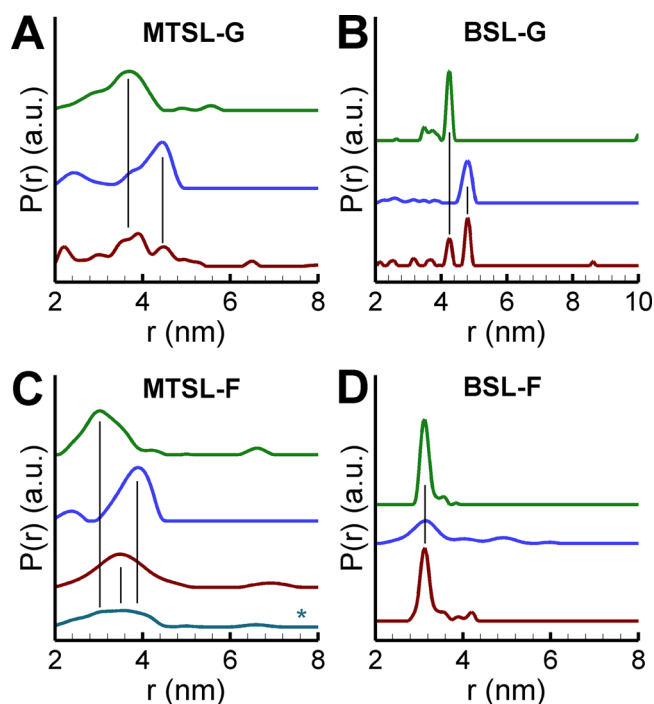 A MTSL-G
P(r) (a.u.)
2 4 6 8
r (nm)
B BSL-G
P(r) (a.u.)
2 4 6 8 10
r (nm)
C MTSL-F
P(r) (a.u.)
*
2 4 6 8
r (nm)
D BSL-F
P(r) (a.u.)
2 4 6 8
r (nm)